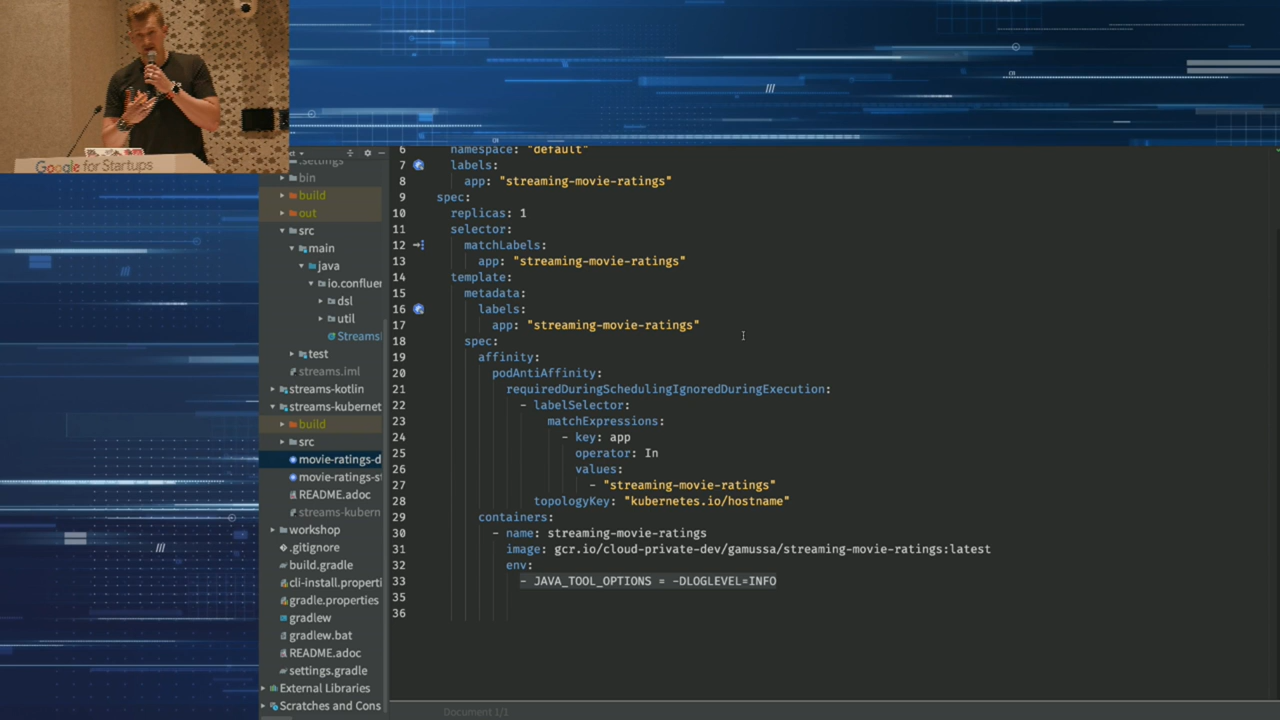 Google for Startups
.settings
bin
build
out
src
main
java
io.confluen
dsl
util
Streams
test
streams.iml
streams-kotlin
streams-kubernet
build
src
movie-ratings-d
movie-ratings-s
README.adoc
streams-kubern
workshop
.gitignore
build.gradle
cli-install.properti
gradle.properties
gradlew
gradlew.bat
README.adoc
settings.gradle
External Libraries
Scratches and Cons
6 namespace: "default"
7 labels:
8 app: "streaming-movie-ratings"
9 spec:
10 replicas: 1
11 selector:
12 matchLabels:
13 app: "streaming-movie-ratings"
14 template:
15 metadata:
16 labels:
17 app: "streaming-movie-ratings"
18 spec:
19 affinity:
20 podAntiAffinity:
21 requiredDuringSchedulingIgnoredDuringExecution:
22 - labelSelector:
23 matchExpressions:
24 - key: app
25 operator: In
26 values:
27 - "streaming-movie-ratings"
28 topologyKey: "kubernetes.io/hostname"
29 containers:
30 - name: streaming-movie-ratings
31 image: gcr.io/cloud-private-dev/gamussa/streaming-movie-ratings:latest
32 env:
33 - JAVA_TOOL_OPTIONS = -DLOGLEVEL=INFO
35
36
Document 1/1